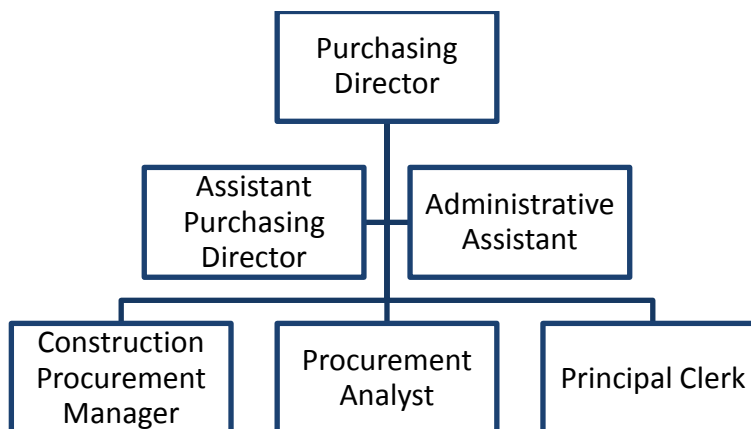 Purchasing
Director
Assistant
Purchasing
Director
Administrative
Assistant
Construction
Procurement
Manager
Procurement
Analyst
Principal Clerk